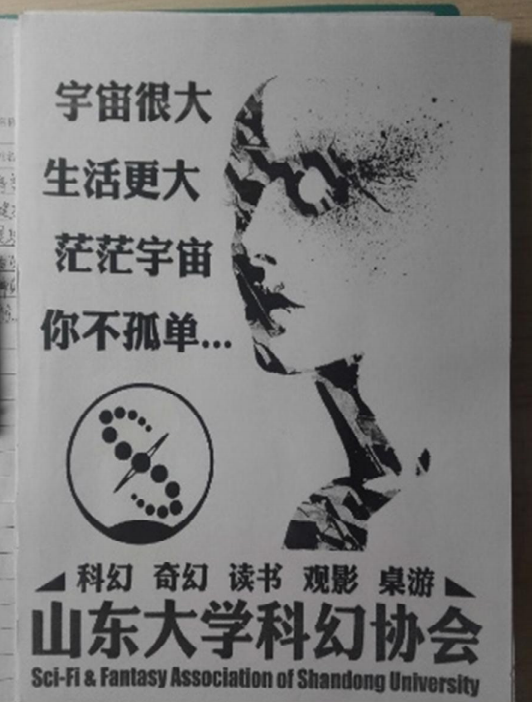 宇宙很大
生活更大
茫茫宇宙
你不孤单...
科幻 奇幻 读书 观影 桌游
山东大学科幻协会
Sci-Fi & Fantasy Association of Shandong University